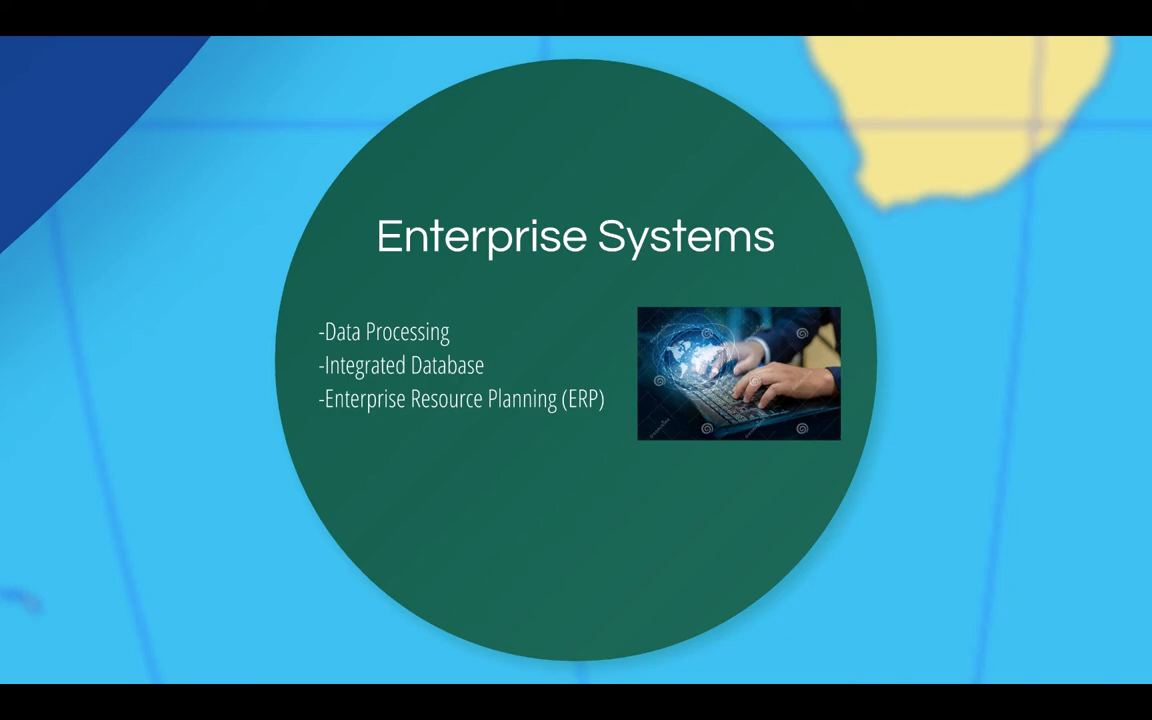 Enterprise Systems
-Data Processing
-Integrated Database
-Enterprise Resource Planning (ERP)